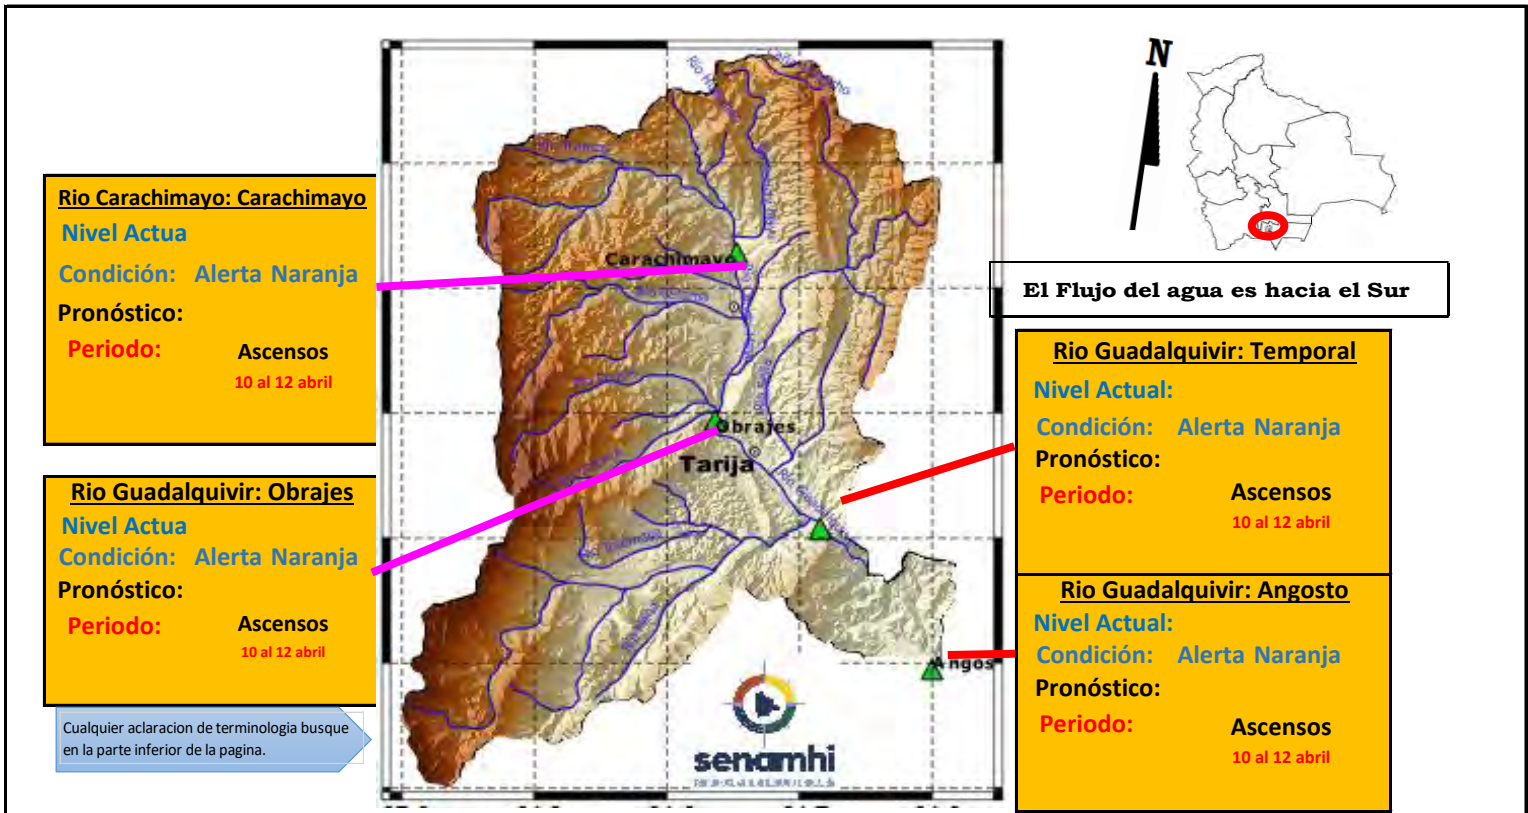 Rio Carachimayo: Carachimayo
Nivel Actua
Condición: Alerta Naranja
Pronóstico:
Periodo: Ascensos
10 al 12 abril
Rio Guadalquivir: Obrajes
Nivel Actua
Condición: Alerta Naranja
Pronóstico:
Periodo: Ascensos
10 al 12 abril
Cualquier aclaracion de terminologia busque
en la parte inferior de la pagina.
Carachimayo
Obrajes
Tarija
Angos
senamhi
N
El Flujo del agua es hacia el Sur
Rio Guadalquivir: Temporal
Nivel Actual:
Condición: Alerta Naranja
Pronóstico:
Periodo: Ascensos
10 al 12 abril
Rio Guadalquivir: Angosto
Nivel Actual:
Condición: Alerta Naranja
Pronóstico:
Periodo: Ascensos
10 al 12 abril